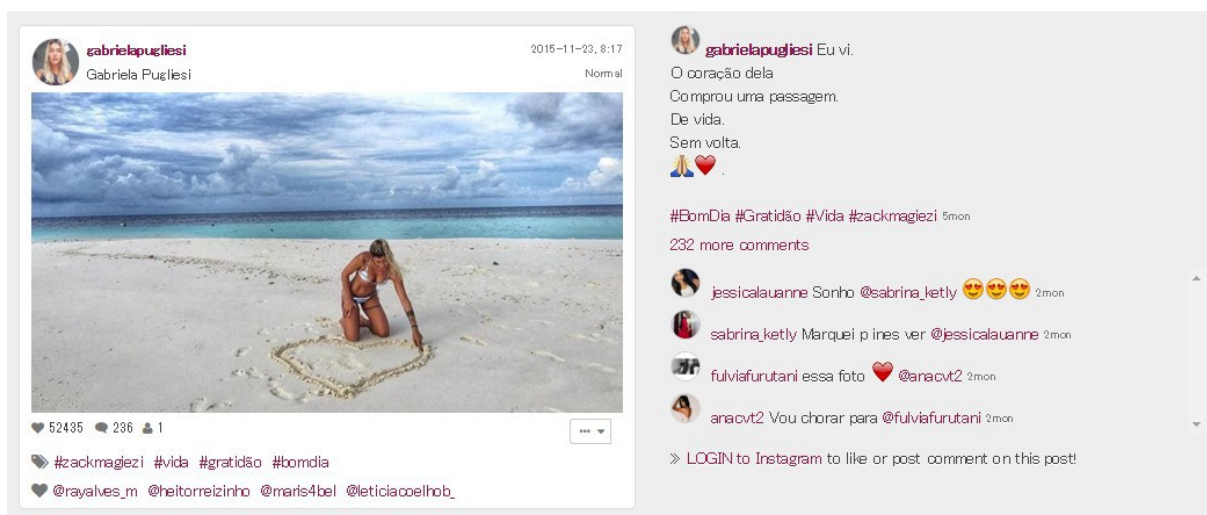 gabrielapugliesi
2015-11-23, 8:17
Gabriela Pugliesi
Normal
52435 236 1
#zackmagiezi #vida #gratidão #bomdia
@rayalves_m @heitorreizinho @maris4bel @leticiacoelhob_
gabrielapugliesi Eu vi.
O coração dela
Comprou uma passagem.
De vida.
Sem volta.
🙏❤️ .
#BomDia #Gratidão #Vida #zackmagiezi 5mon
232 more comments
jessicalauanne Sonho @sabrina_ketly 😍😍😍 2mon
sabrina_ketly Marquei p ines ver @jessicalauanne 2mon
fulviafurutani essa foto ❤️ @anacvt2 2mon
anacvt2 Vou chorar para @fulviafurutani 2mon
» LOGIN to Instagram to like or post comment on this post!